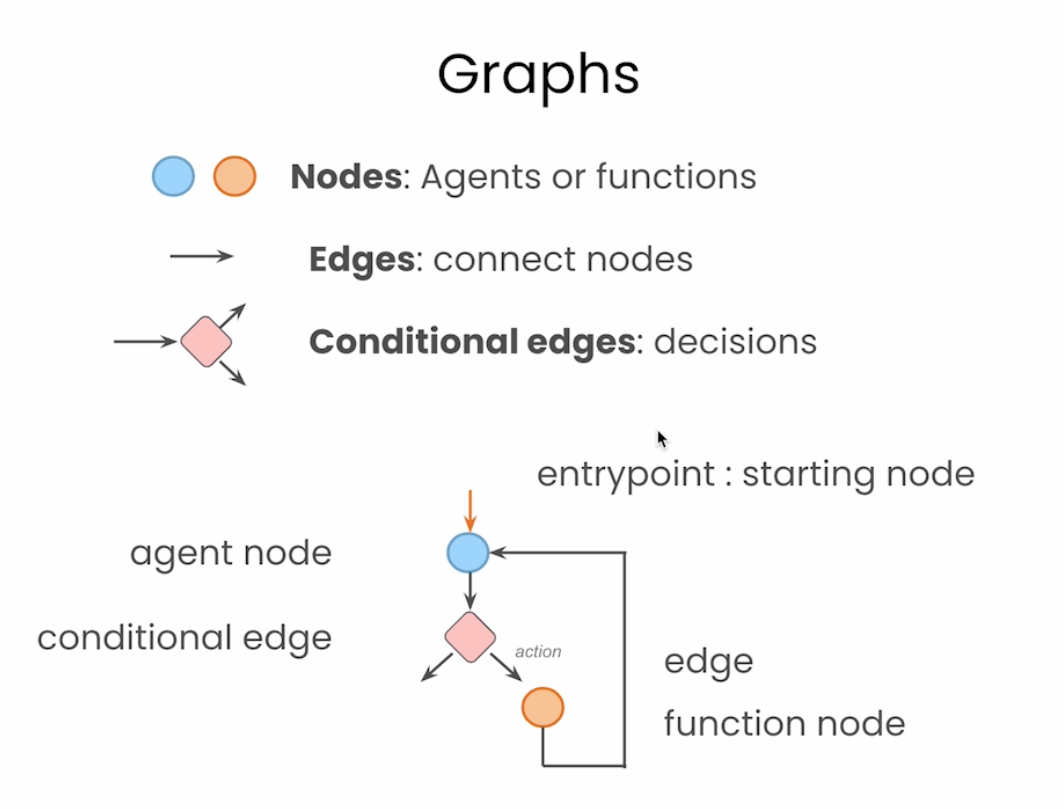 Graphs
Nodes: Agents or functions
Edges: connect nodes
Conditional edges: decisions
entrypoint : starting node
agent node
conditional edge
action
edge
function node